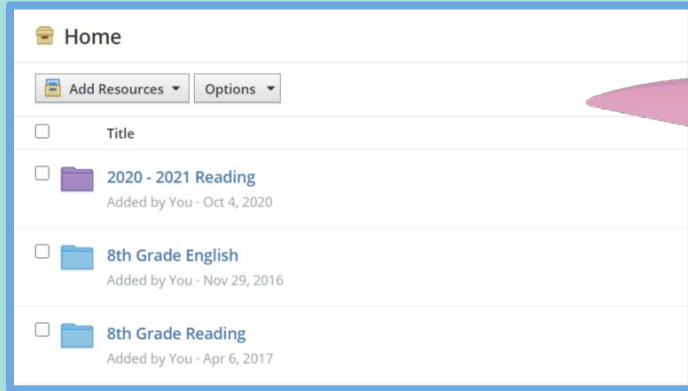 Home
Add Resources Options
Title
2020 - 2021 Reading
Added by You · Oct 4, 2020
8th Grade English
Added by You · Nov 29, 2016
8th Grade Reading
Added by You · Apr 6, 2017